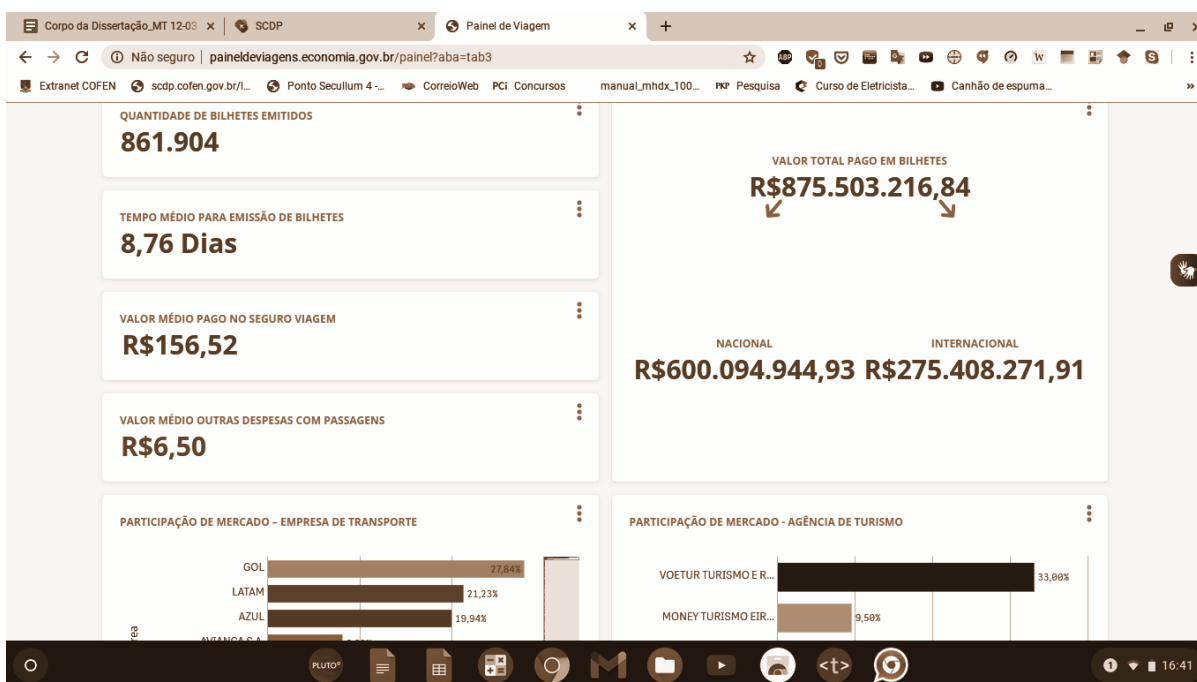 Corpo da Dissertação_MT 12-03
SCDP
Painel de Viagem
Não seguro | paineldeviagens.economia.gov.br/painel?aba=tab3
Extranet COFEN
scdp.cofen.gov.br/l...
Ponto Secullum 4 -...
CorreioWeb
PCi Concursos
manual_mhdx_100...
PKP Pesquisa
Curso de Eletricista...
Canhão de espuma...
QUANTIDADE DE BILHETES EMITIDOS
861.904
TEMPO MÉDIO PARA EMISSÃO DE BILHETES
8,76 Dias
VALOR MÉDIO PAGO NO SEGURO VIAGEM
R$156,52
VALOR MÉDIO OUTRAS DESPESAS COM PASSAGENS
R$6,50
VALOR TOTAL PAGO EM BILHETES
R$875.503.216,84
NACIONAL
R$600.094.944,93
INTERNACIONAL
R$275.408.271,91
PARTICIPAÇÃO DE MERCADO – EMPRESA DE TRANSPORTE
GOL 27,84%
LATAM 21,23%
AZUL 19,94%
AVIANCA S.A.
PARTICIPAÇÃO DE MERCADO - AGÊNCIA DE TURISMO
VOETUR TURISMO E R... 33,00%
MONEY TURISMO EIR... 9,50%
PLUTO
<t>
1
16:41